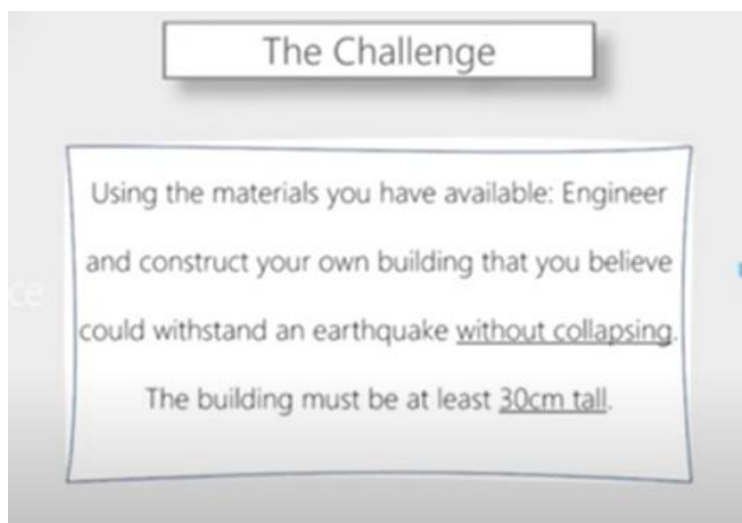 The Challenge
Using the materials you have available: Engineer
and construct your own building that you believe
could withstand an earthquake without collapsing.
The building must be at least 30cm tall.
ce